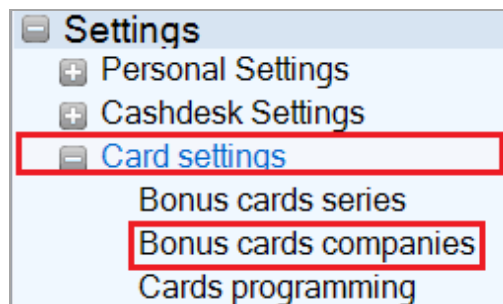 Settings
Personal Settings
Cashdesk Settings
Card settings
Bonus cards series
Bonus cards companies
Cards programming